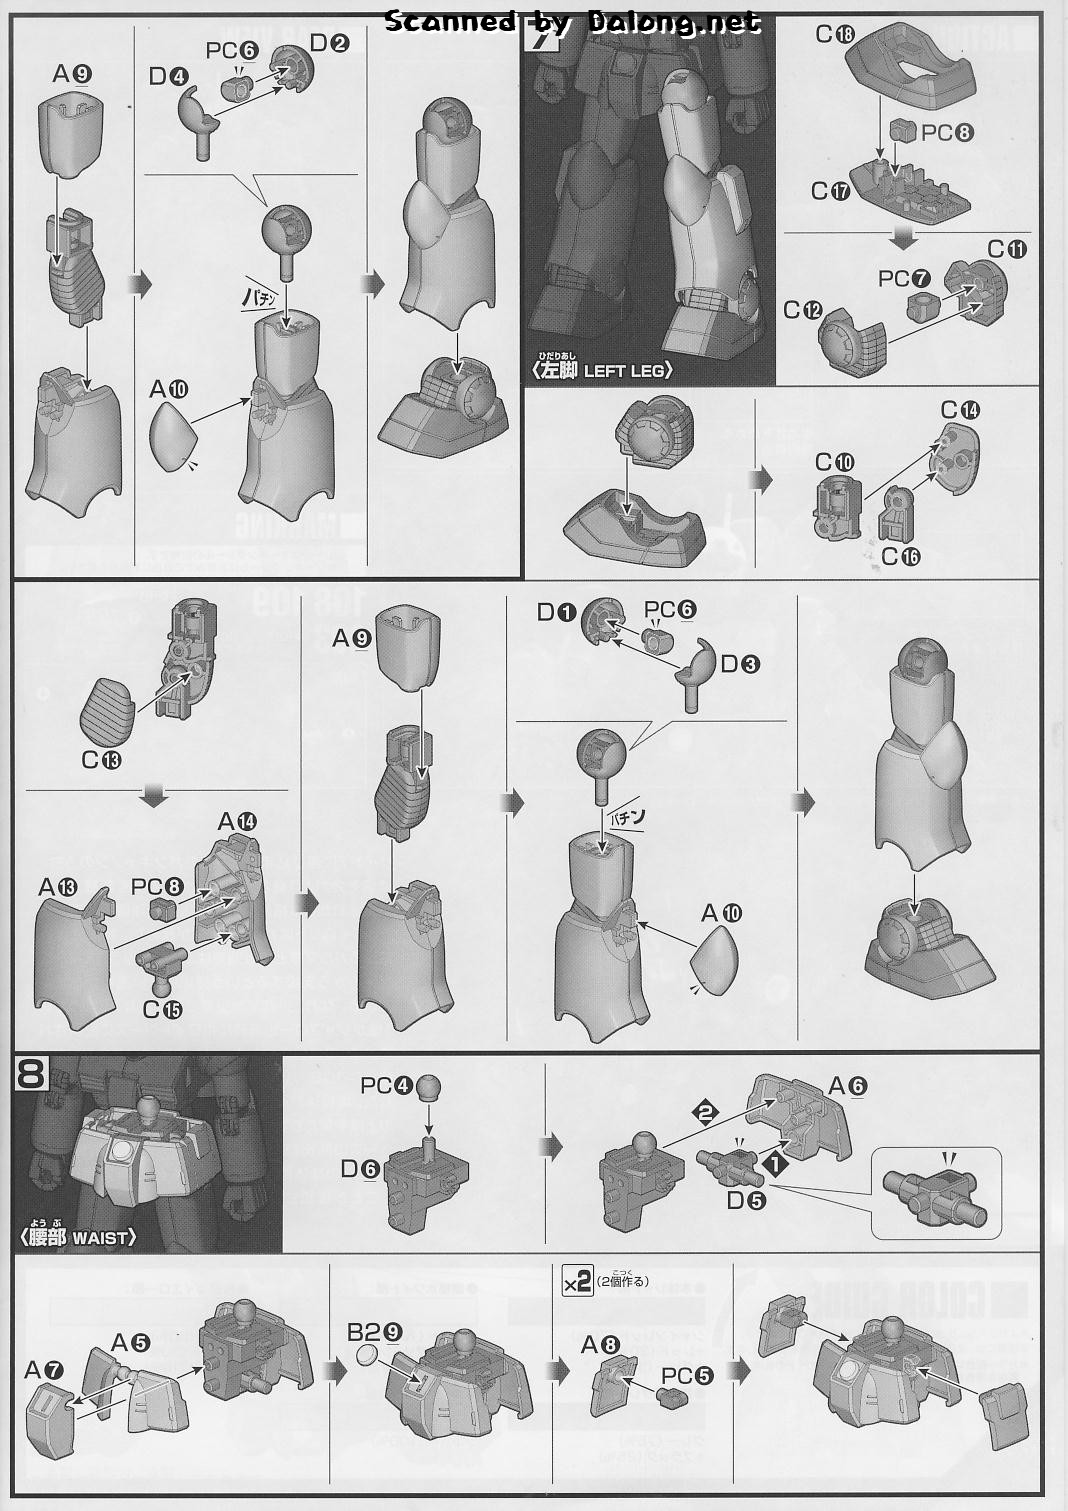 Scanned by Dalong.net
A9
D4
PC6
D2
パチン
A10
7
ひだりあし
〈左脚 LEFT LEG〉
C18
PC8
C17
C11
PC7
C12
C14
C10
C16
C13
A14
A13
PC8
C15
A9
D1
PC6
D3
パチン
A10
8
ようぶ
〈腰部 WAIST〉
PC4
D6
2
A6
1
D5
A7
A5
B29
×2
こつく
(2個作る)
A8
PC5